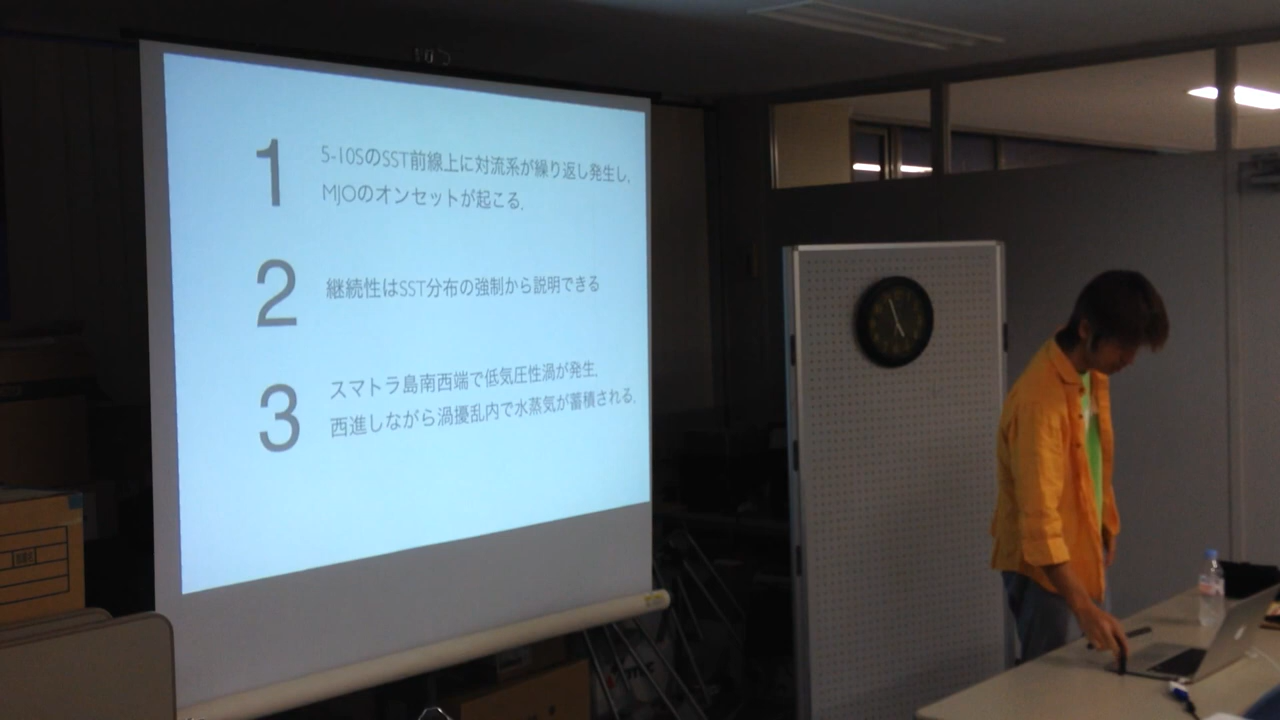 1
5-10SのSST前線上に対流系が繰り返し発生し,
MJOのオンセットが起こる.
2
継続性はSST分布の強制から説明できる
3
スマトラ島南西端で低気圧性渦が発生,
西進しながら渦擾乱内で水蒸気が蓄積される.